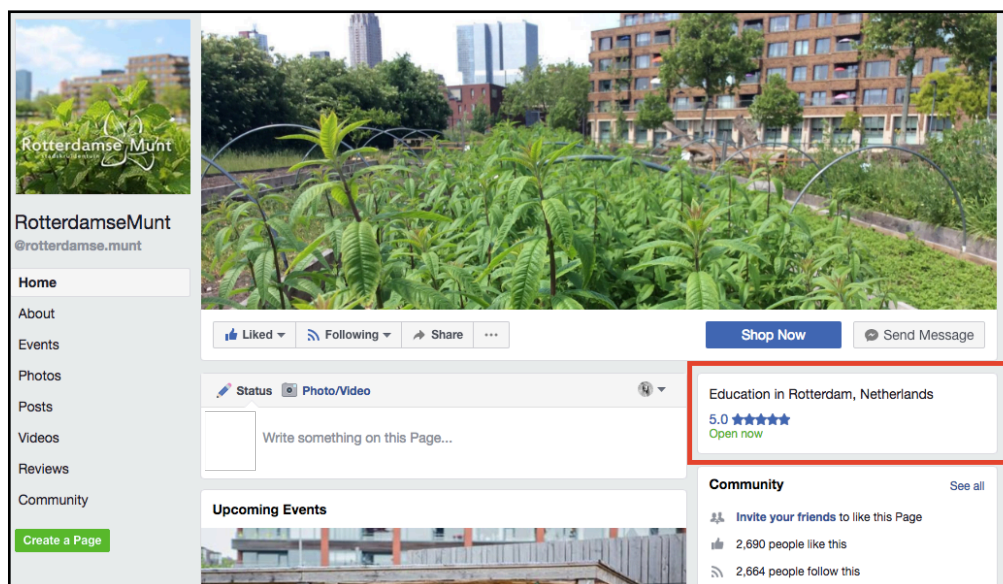 Rotterdamse Munt
stadskruidentuin
RotterdamseMunt
@rotterdamse.munt
Home
About
Events
Photos
Posts
Videos
Reviews
Community
Create a Page
Liked
Following
Share
Shop Now
Send Message
Status Photo/Video
Write something on this Page...
Upcoming Events
Education in Rotterdam, Netherlands
5.0
Open now
Community See all
Invite your friends to like this Page
2,690 people like this
2,664 people follow this